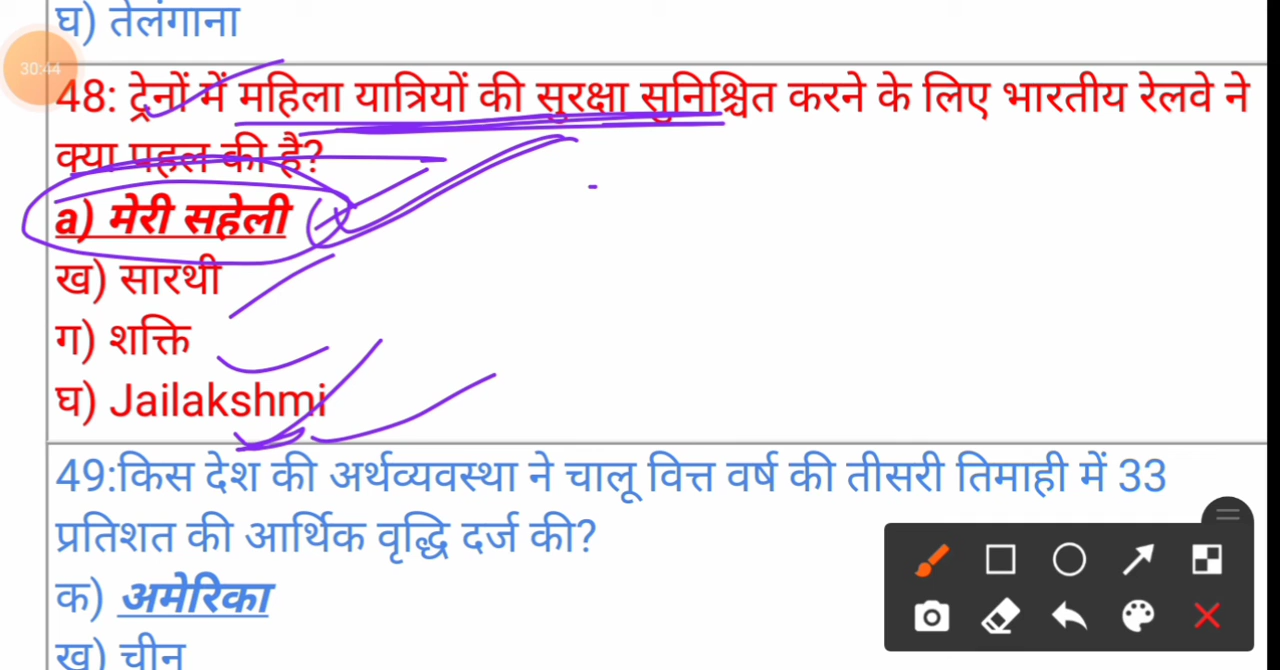 घ) तेलंगाना
30:44
48: ट्रेनों में महिला यात्रियों की सुरक्षा सुनिश्चित करने के लिए भारतीय रेलवे ने
क्या पहल की है?
a) मेरी सहेली
ख) सारथी
ग) शक्ति
घ) Jailakshmi
49:किस देश की अर्थव्यवस्था ने चालू वित्त वर्ष की तीसरी तिमाही में 33
प्रतिशत की आर्थिक वृद्धि दर्ज की?
क) अमेरिका
ख) चीन